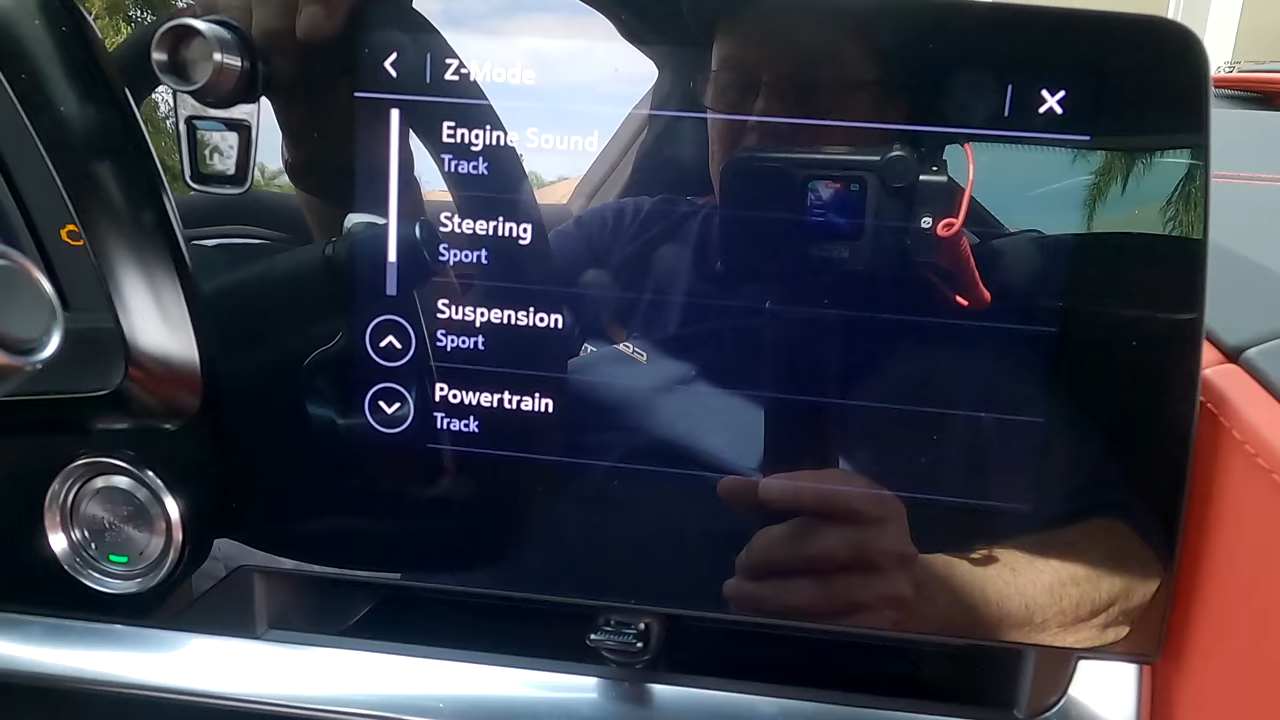 Z-Mode
Engine Sound
Track
Steering
Sport
Suspension
Sport
Powertrain
Track